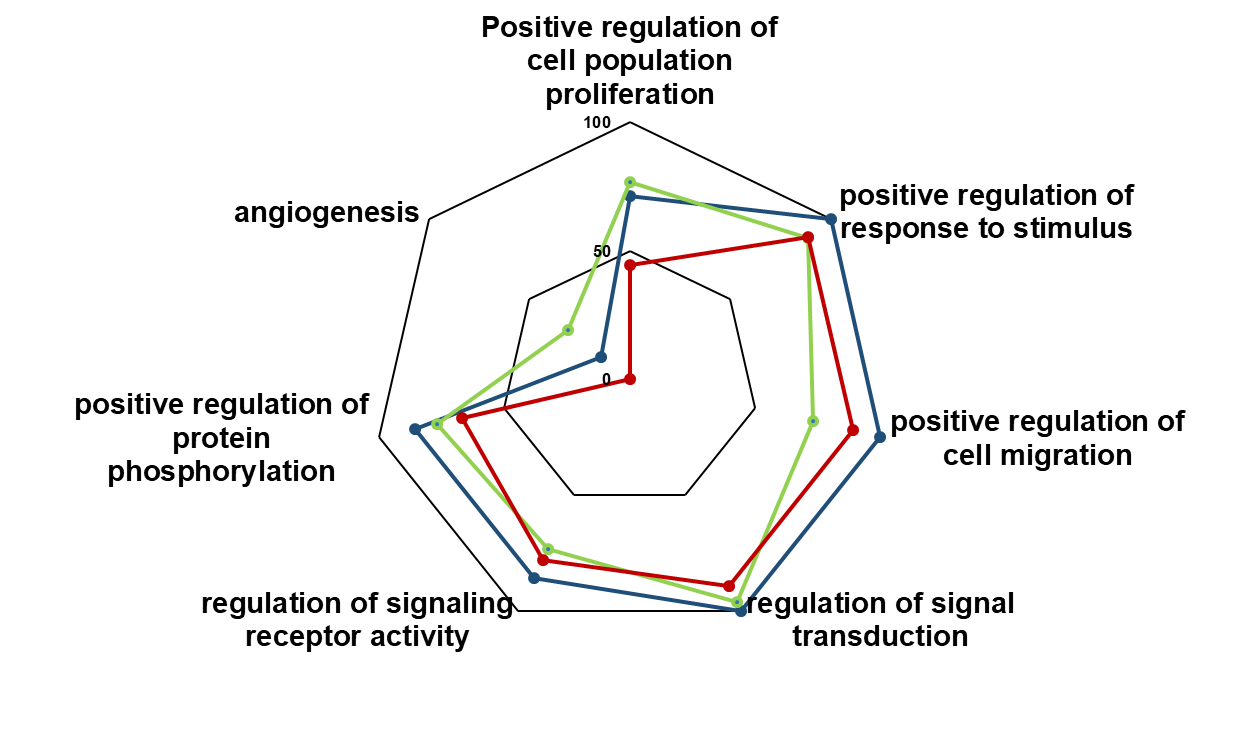 Positive regulation of
cell population
proliferation
100
positive regulation of
response to stimulus
angiogenesis
50
0
positive regulation of
protein
phosphorylation
positive regulation of
cell migration
regulation of signaling
receptor activity
regulation of signal
transduction